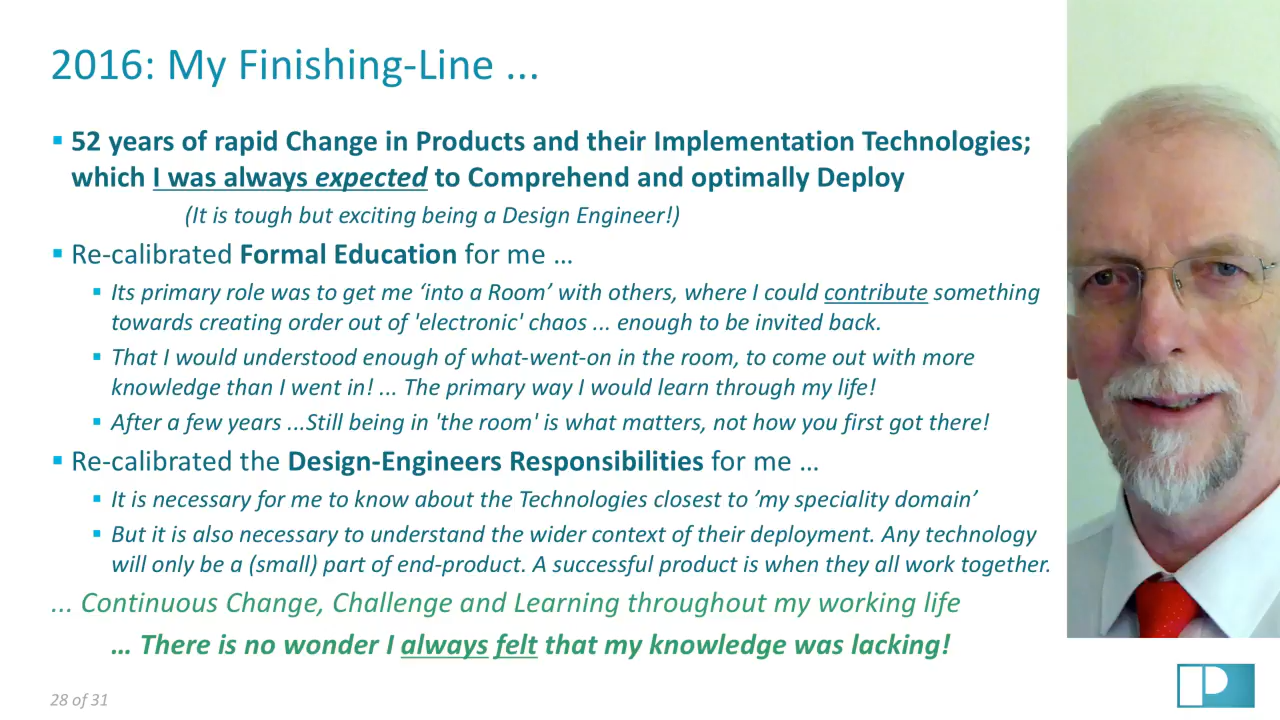 2016: My Finishing-Line ...
52 years of rapid Change in Products and their Implementation Technologies;
which I was always expected to Comprehend and optimally Deploy
(It is tough but exciting being a Design Engineer!)
Re-calibrated Formal Education for me …
Its primary role was to get me ‘into a Room’ with others, where I could contribute something
towards creating order out of 'electronic' chaos ... enough to be invited back.
That I would understood enough of what-went-on in the room, to come out with more
knowledge than I went in! ... The primary way I would learn through my life!
After a few years ...Still being in 'the room' is what matters, not how you first got there!
Re-calibrated the Design-Engineers Responsibilities for me …
It is necessary for me to know about the Technologies closest to ’my speciality domain’
But it is also necessary to understand the wider context of their deployment. Any technology
will only be a (small) part of end-product. A successful product is when they all work together.
... Continuous Change, Challenge and Learning throughout my working life
… There is no wonder I always felt that my knowledge was lacking!
28 of 31